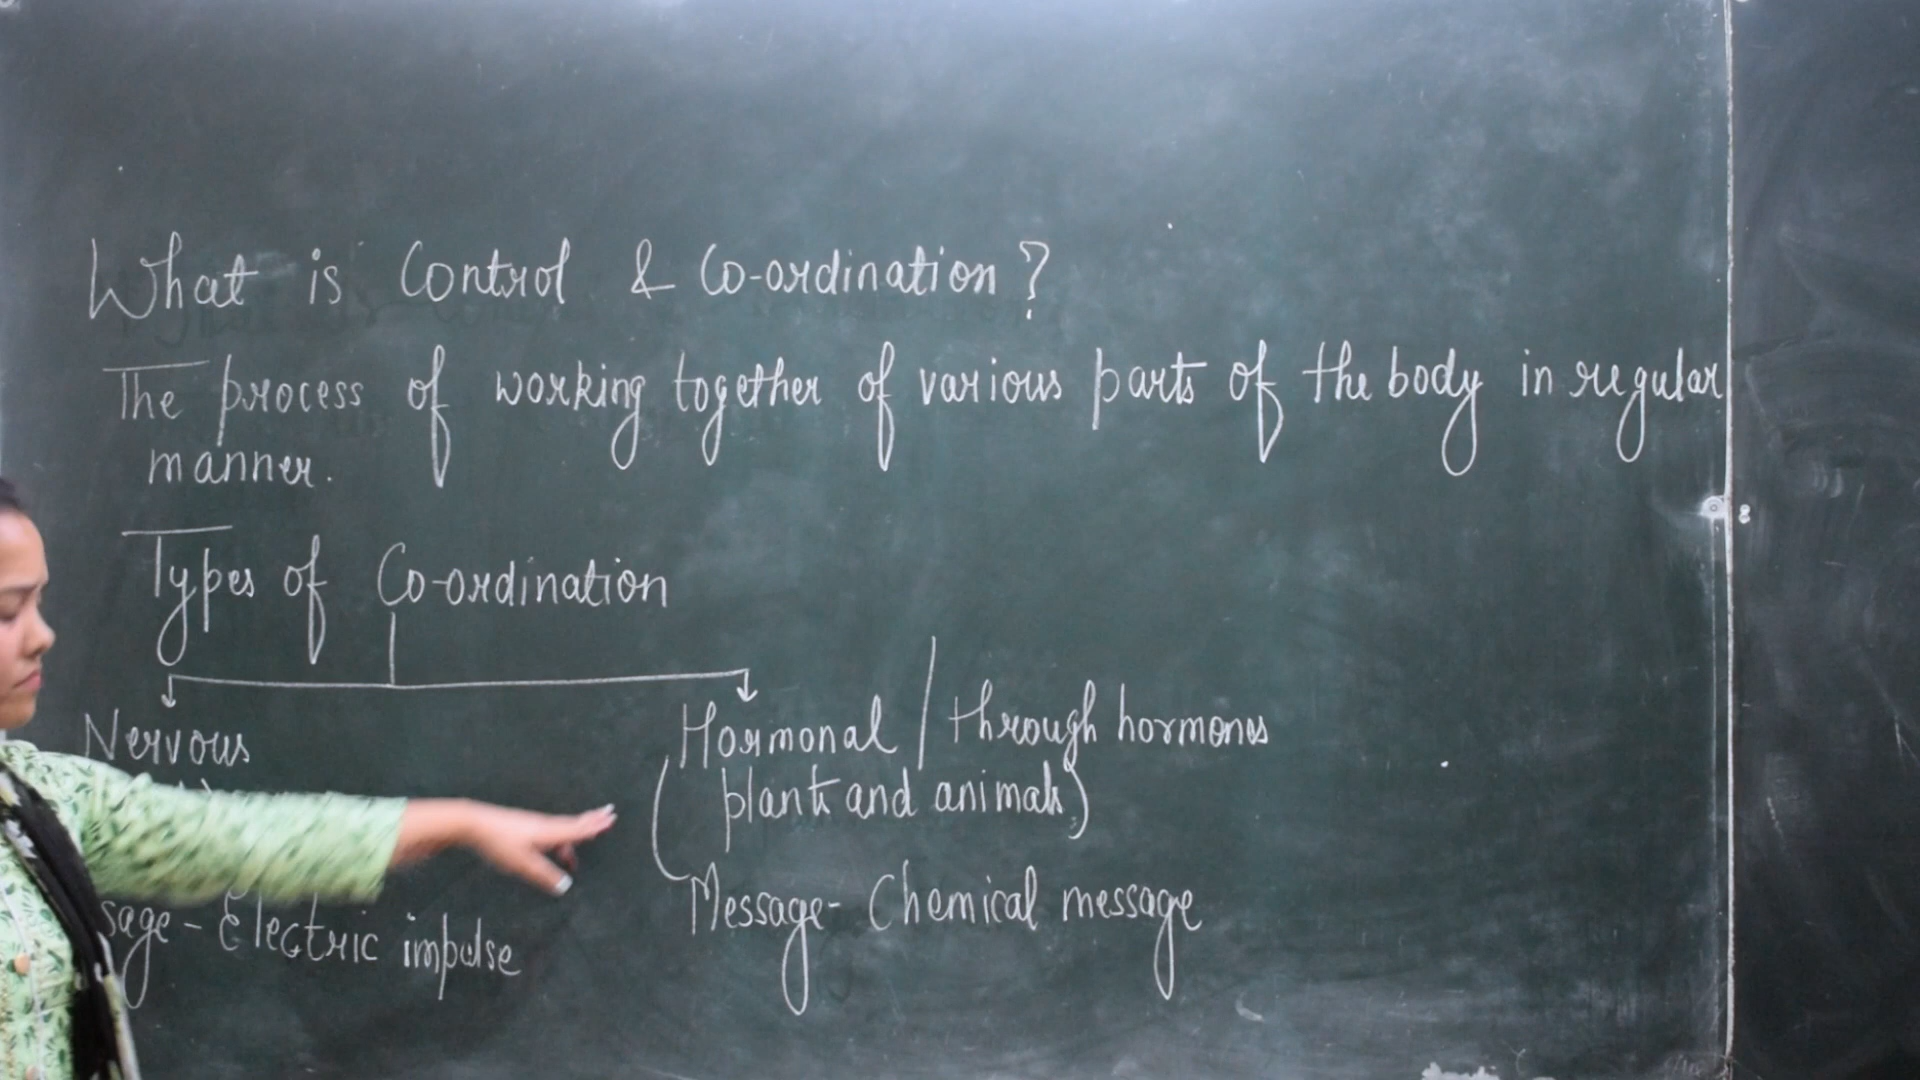 What is Control & Co-ordination?
The process of working together of various parts of the body in regular
manner.
Types of Co-ordination
Nervous
Hormonal / through hormones
(plants and animals)
sage - Electric impulse
Message - Chemical message